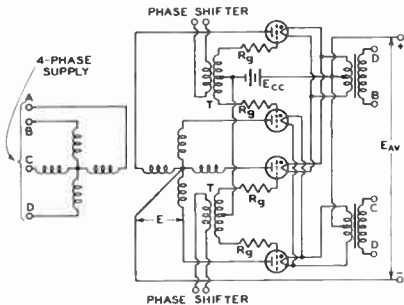 PHASE SHIFTER
4-PHASE
SUPPLY
A
B
C
D
Rg
T
ECC
Rg
E
T
Rg
Rg
D
B
+
EAV
C
D
−
PHASE SHIFTER